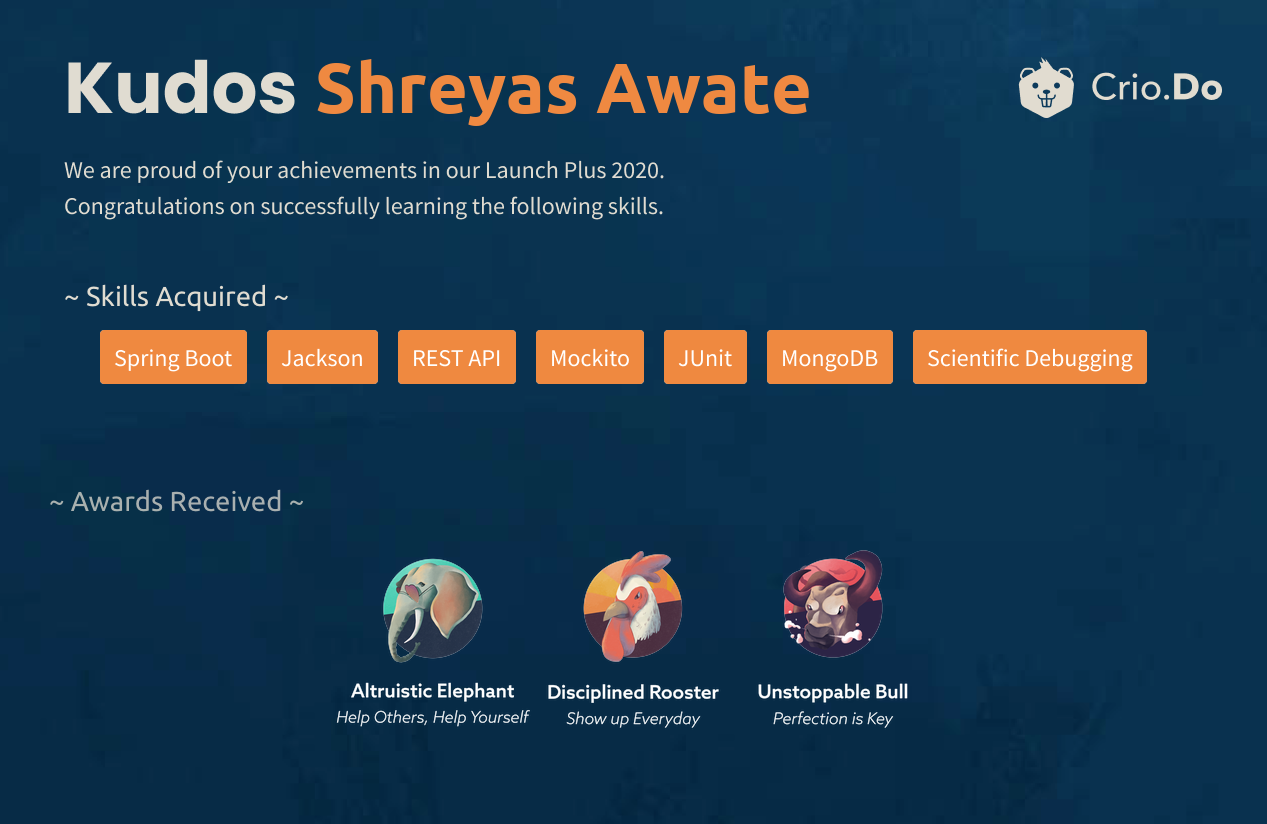 Kudos Shreyas Awate
Crio.Do
We are proud of your achievements in our Launch Plus 2020.
Congratulations on successfully learning the following skills.
~ Skills Acquired ~
Spring Boot Jackson REST API Mockito JUnit MongoDB Scientific Debugging
~ Awards Received ~
Altruistic Elephant Disciplined Rooster Unstoppable Bull
Help Others, Help Yourself Show up Everyday Perfection is Key